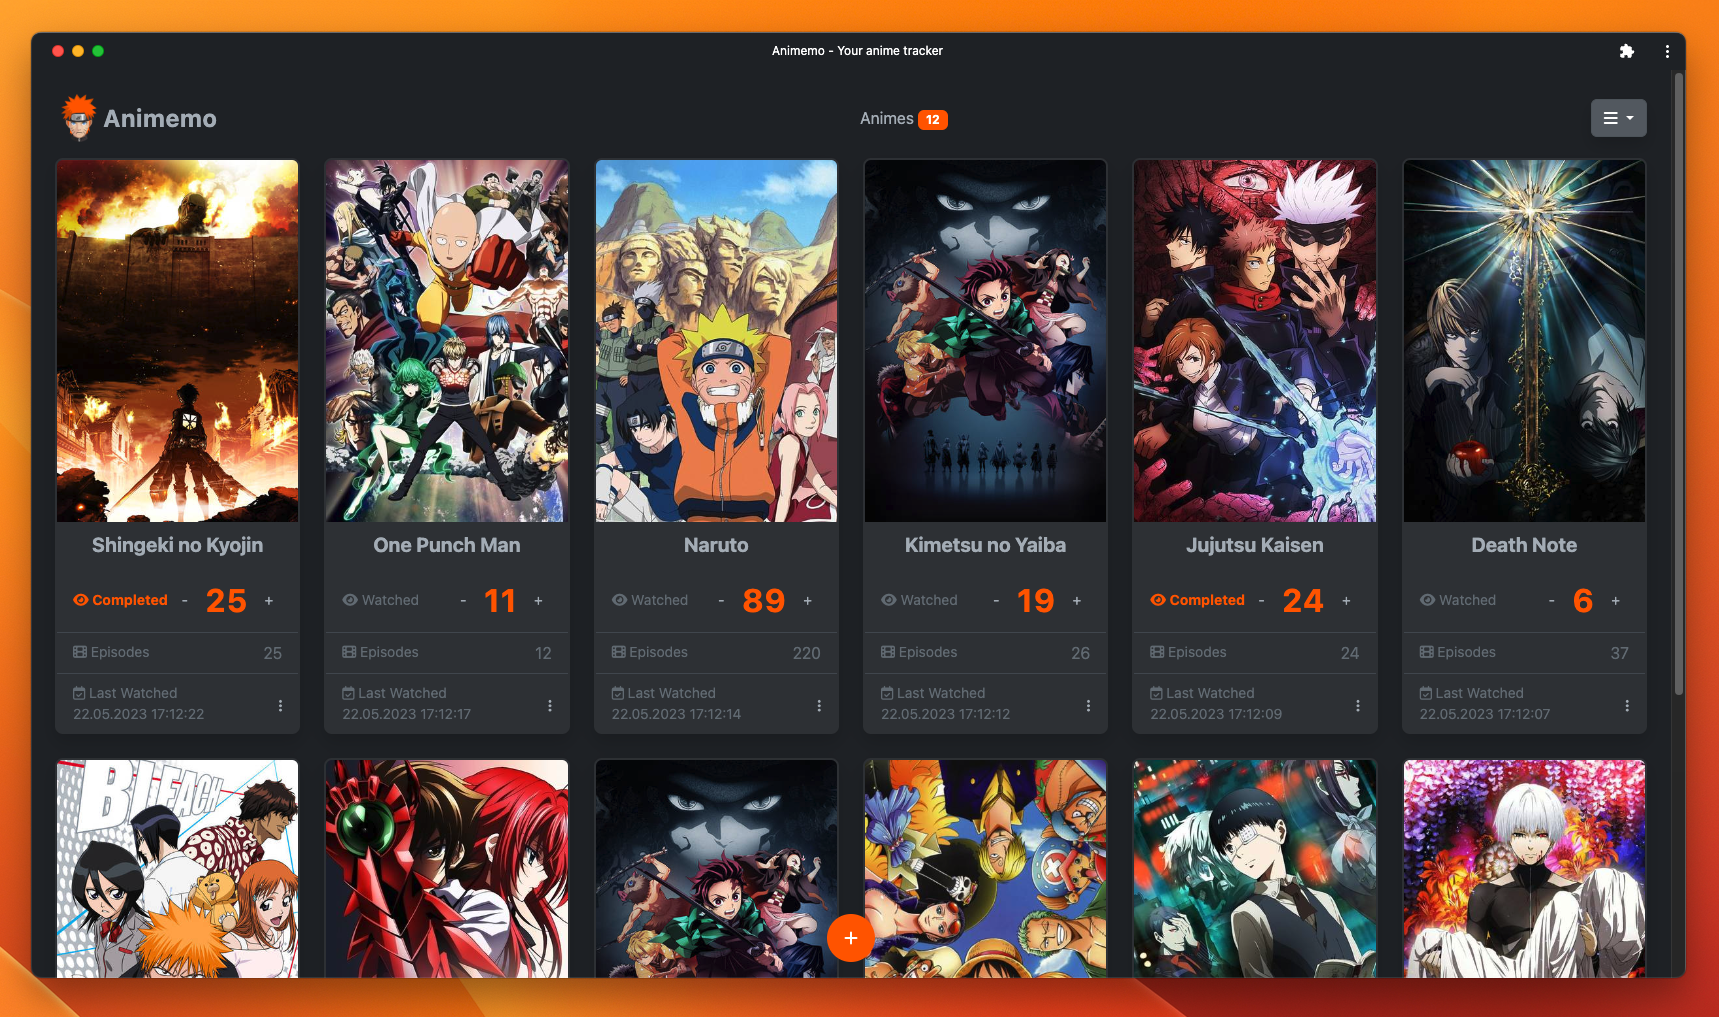 Animemo - Your anime tracker
Animemo
Animes 12
Shingeki no Kyojin
Completed - 25 +
Episodes 25
Last Watched
22.05.2023 17:12:22
One Punch Man
Watched - 11 +
Episodes 12
Last Watched
22.05.2023 17:12:17
Naruto
Watched - 89 +
Episodes 220
Last Watched
22.05.2023 17:12:14
Kimetsu no Yaiba
Watched - 19 +
Episodes 26
Last Watched
22.05.2023 17:12:12
Jujutsu Kaisen
Completed - 24 +
Episodes 24
Last Watched
22.05.2023 17:12:09
Death Note
Watched - 6 +
Episodes 37
Last Watched
22.05.2023 17:12:07
BLEACH
+